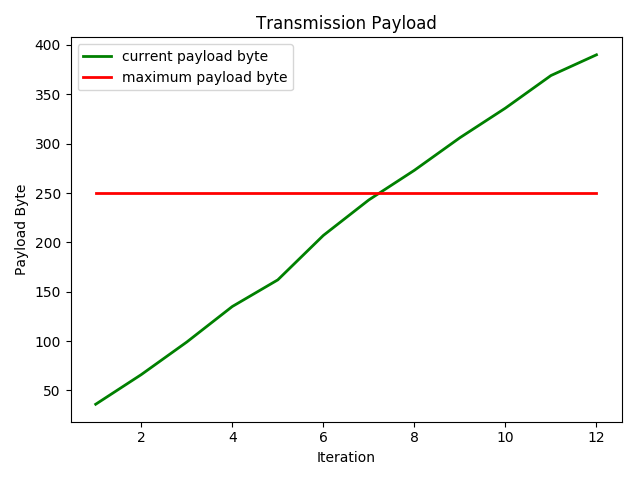 Transmission Payload
current payload byte
maximum payload byte
400
350
300
250
200
150
100
50
Payload Byte
2 4 6 8 10 12
Iteration